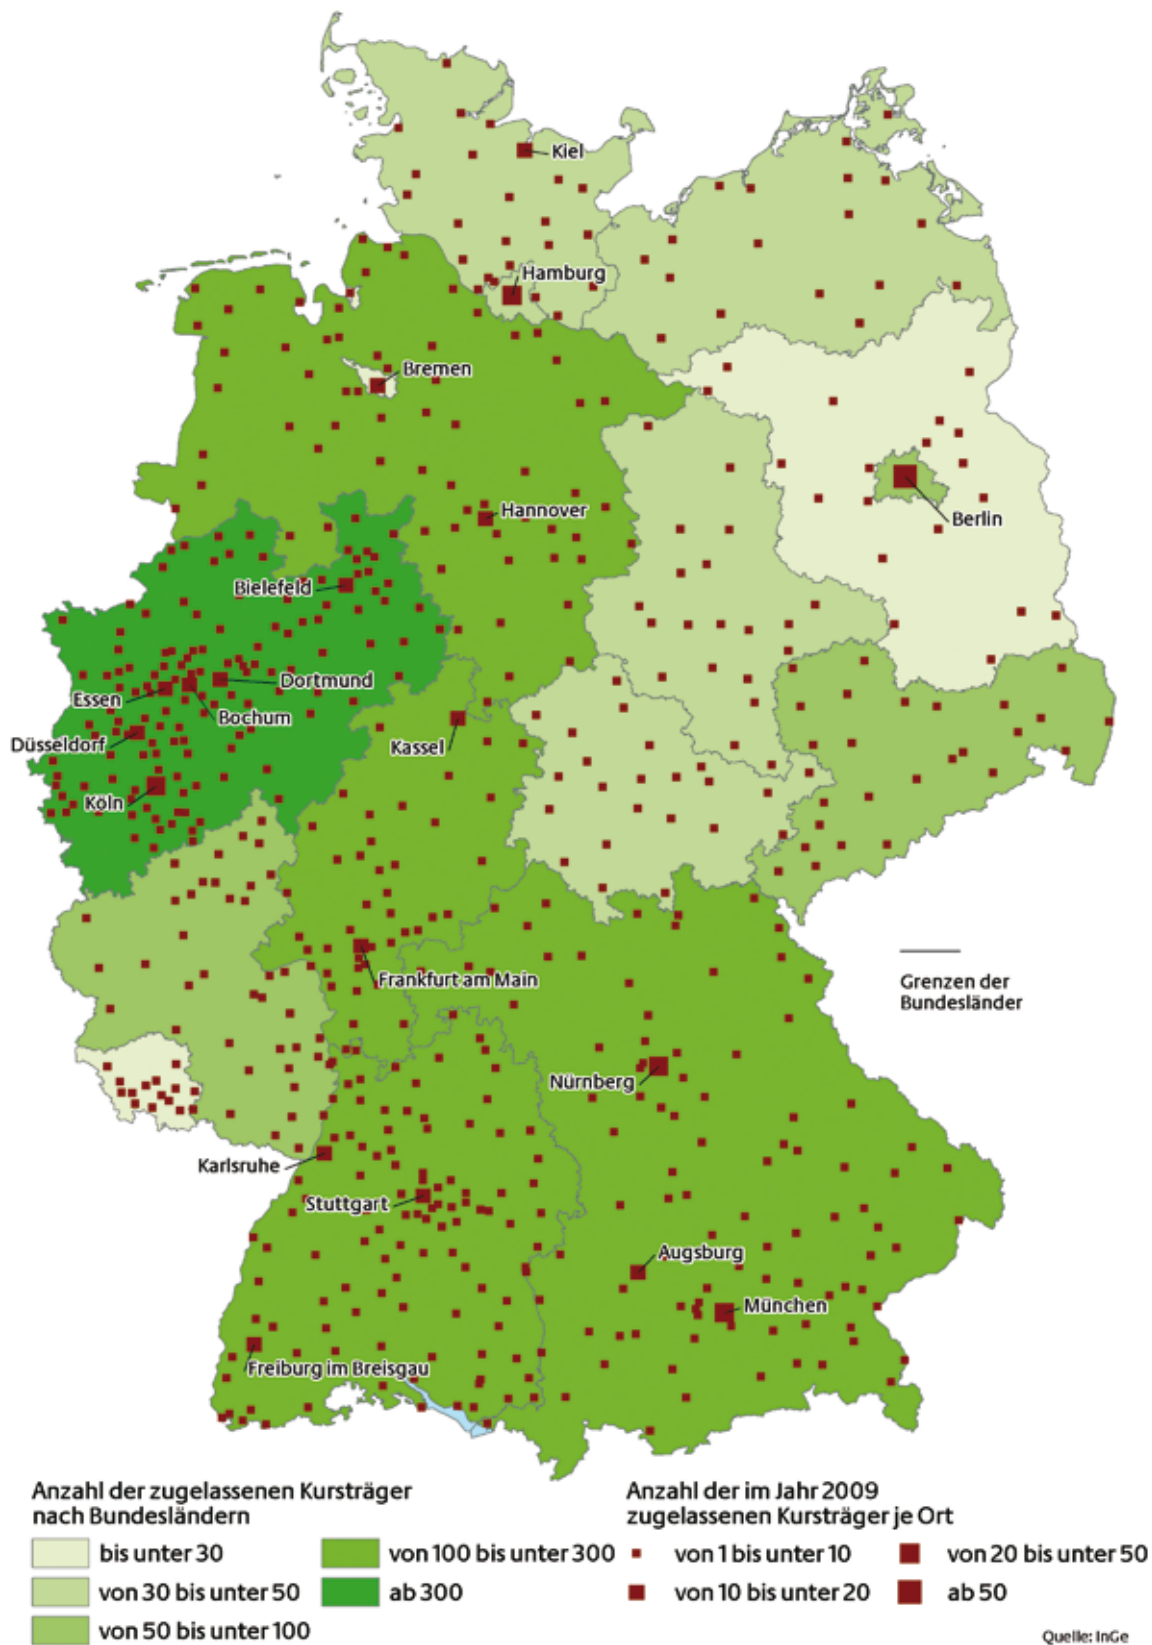 Kiel
Hamburg
Bremen
Hannover
Berlin
Bielefeld
Dortmund
Essen
Bochum
Düsseldorf
Kassel
Köln
Frankfurt am Main
Grenzen der
Bundesländer
Nürnberg
Karlsruhe
Stuttgart
Augsburg
München
Freiburg im Breisgau
Anzahl der zugelassenen Kursträger
nach Bundesländern
bis unter 30
von 30 bis unter 50
von 50 bis unter 100
von 100 bis unter 300
ab 300
Anzahl der im Jahr 2009
zugelassenen Kursträger je Ort
von 1 bis unter 10
von 10 bis unter 20
von 20 bis unter 50
ab 50
Quelle: InGe